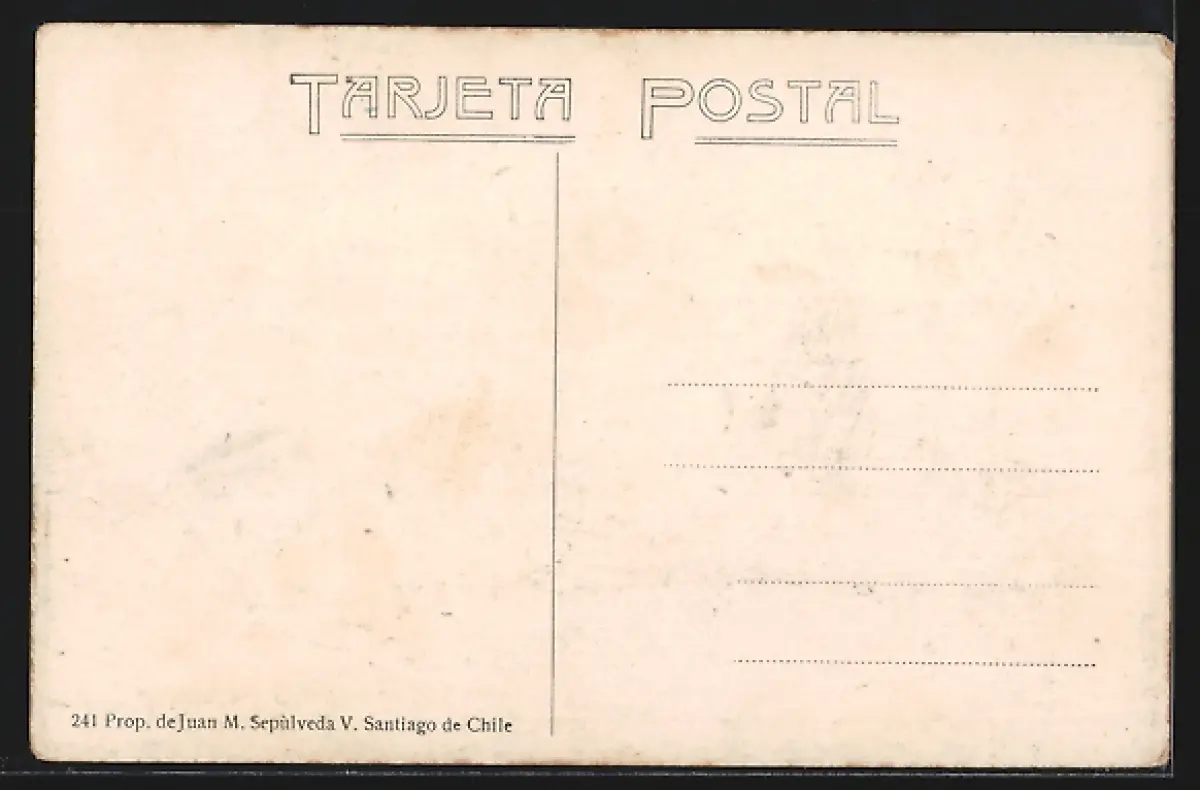 TARJETA POSTAL
241 Prop. de Juan M. Sepùlveda V. Santiago de Chile